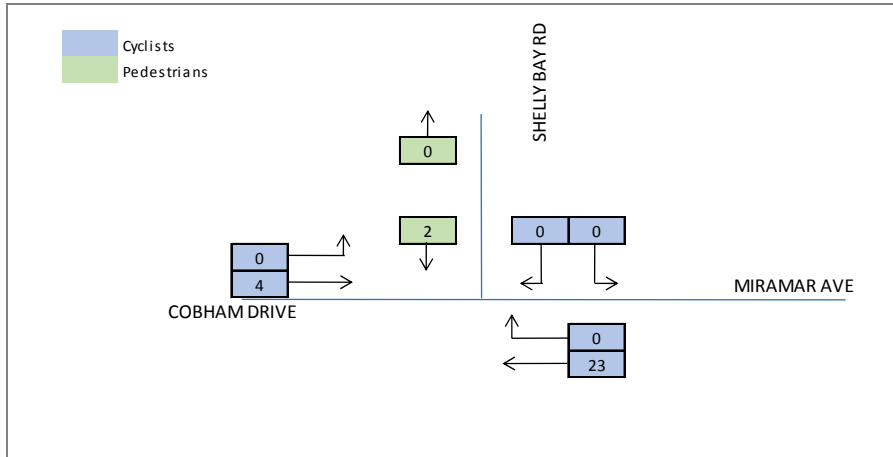 Cyclists
Pedestrians
SHELLY BAY RD
0
2
0 0
0
4
COBHAM DRIVE
MIRAMAR AVE
0
23